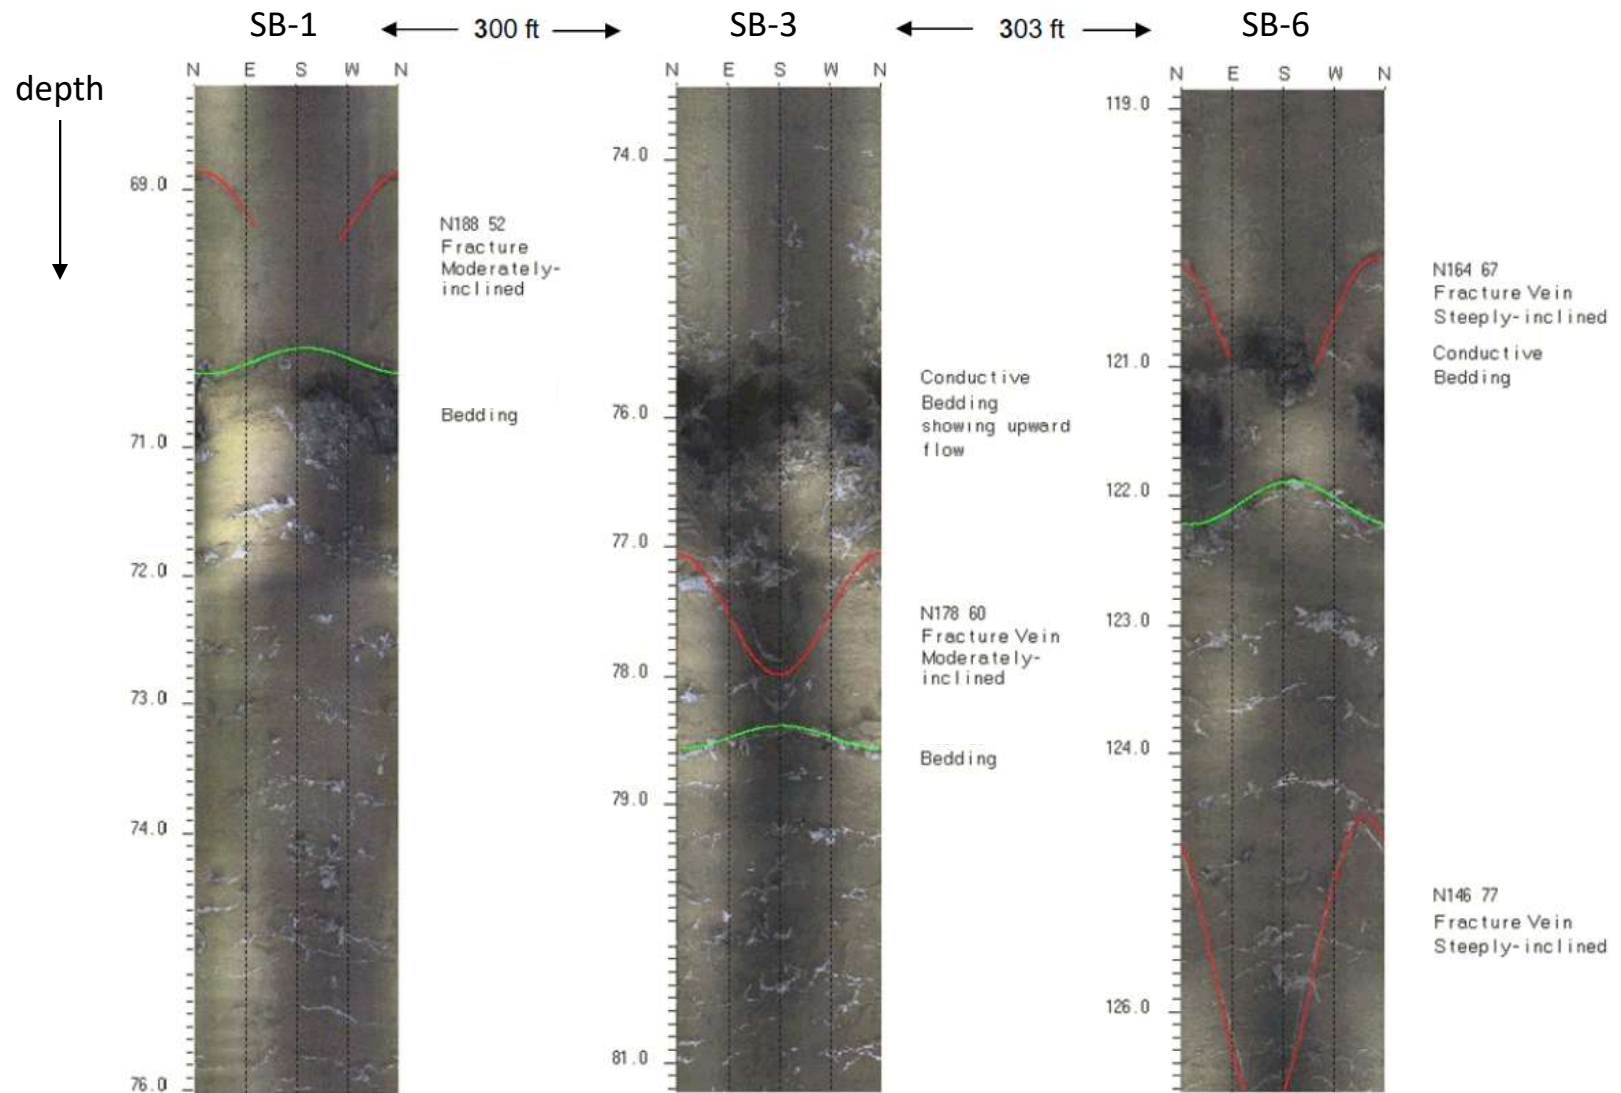 SB-1
300 ft
SB-3
303 ft
SB-6
depth
N E S W N
69.0
71.0
72.0
73.0
74.0
76.0
N188 52
Fracture
Moderately-
inclined
Bedding
N E S W N
74.0
76.0
77.0
78.0
79.0
81.0
Conductive
Bedding
showing upward
flow
N178 60
Fracture Vein
Moderately-
inclined
Bedding
N E S W N
119.0
121.0
122.0
123.0
124.0
126.0
N164 67
Fracture Vein
Steeply-inclined
Conductive
Bedding
N146 77
Fracture Vein
Steeply-inclined